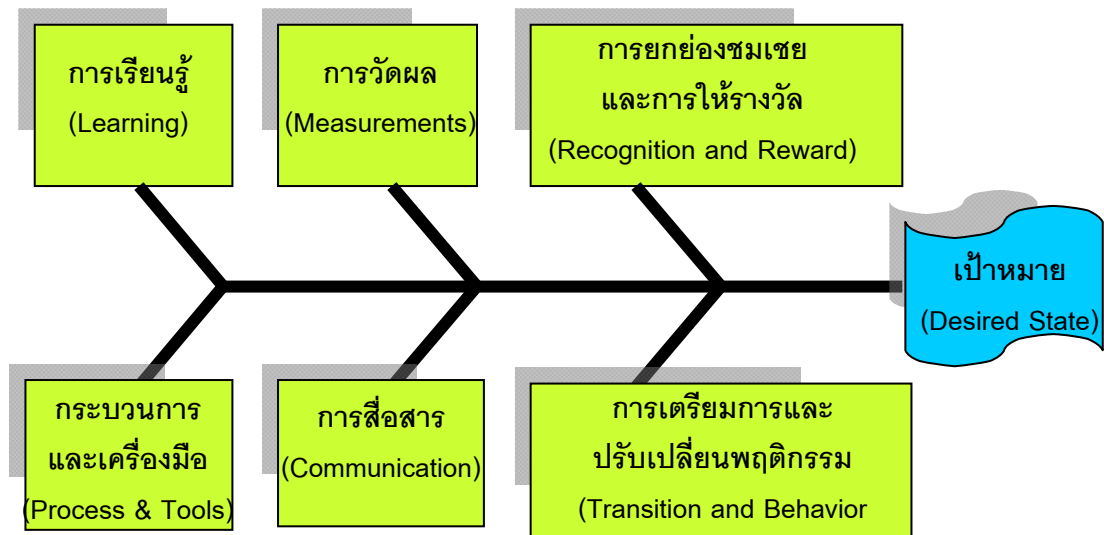 การเรียนรู้
(Learning)
การวัดผล
(Measurements)
การยกย่องชมเชย
และการให้รางวัล
(Recognition and Reward)
เป้าหมาย
(Desired State)
กระบวนการ
และเครื่องมือ
(Process & Tools)
การสื่อสาร
(Communication)
การเตรียมการและ
ปรับเปลี่ยนพฤติกรรม
(Transition and Behavior